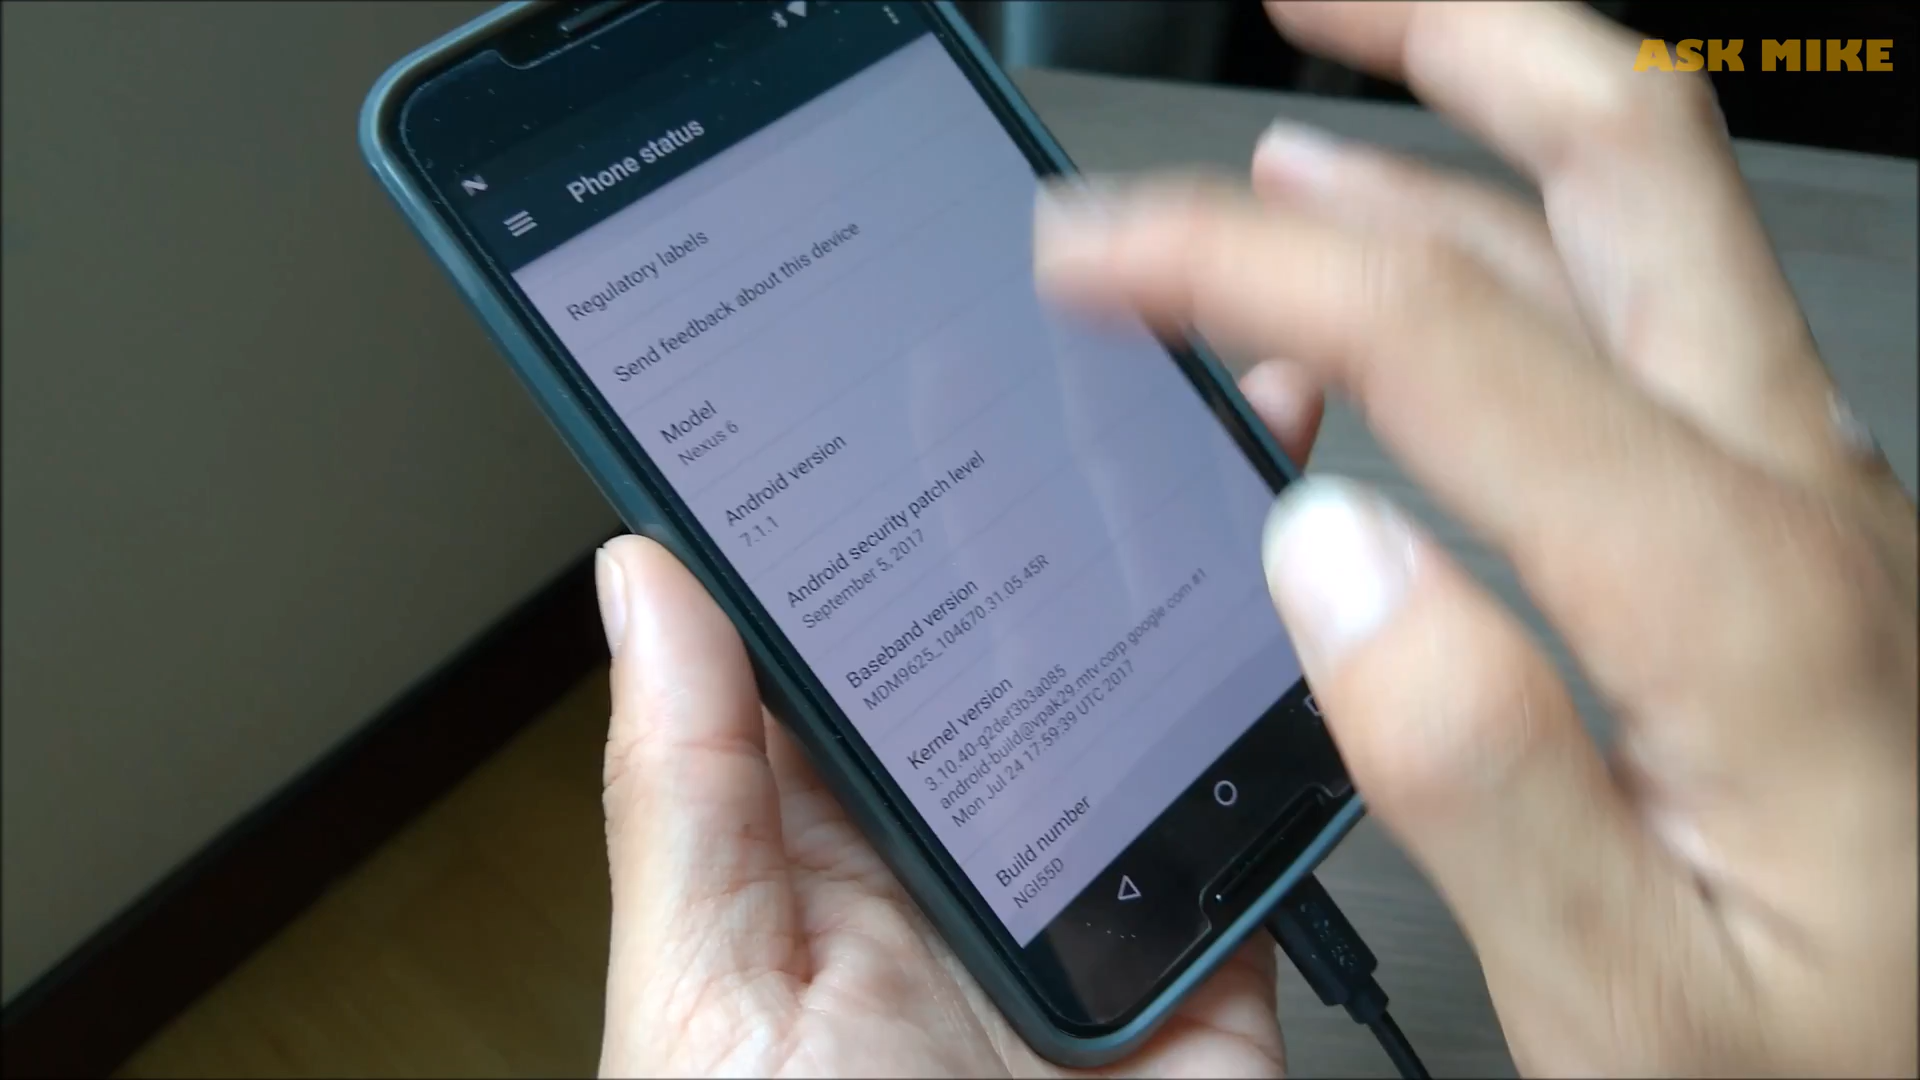 ASK MIKE
Phone status
Regulatory labels
Send feedback about this device
Model
Nexus 6
Android version
7.1.1
Android security patch level
September 5, 2017
Baseband version
MDM9625_104670.31.05.45R
Kernel version
3.10.40-g2def3b3a085
android-build@vpak29.mtv.corp.google.com #1
Mon Jul 24 17:59:39 UTC 2017
Build number
NGI55D